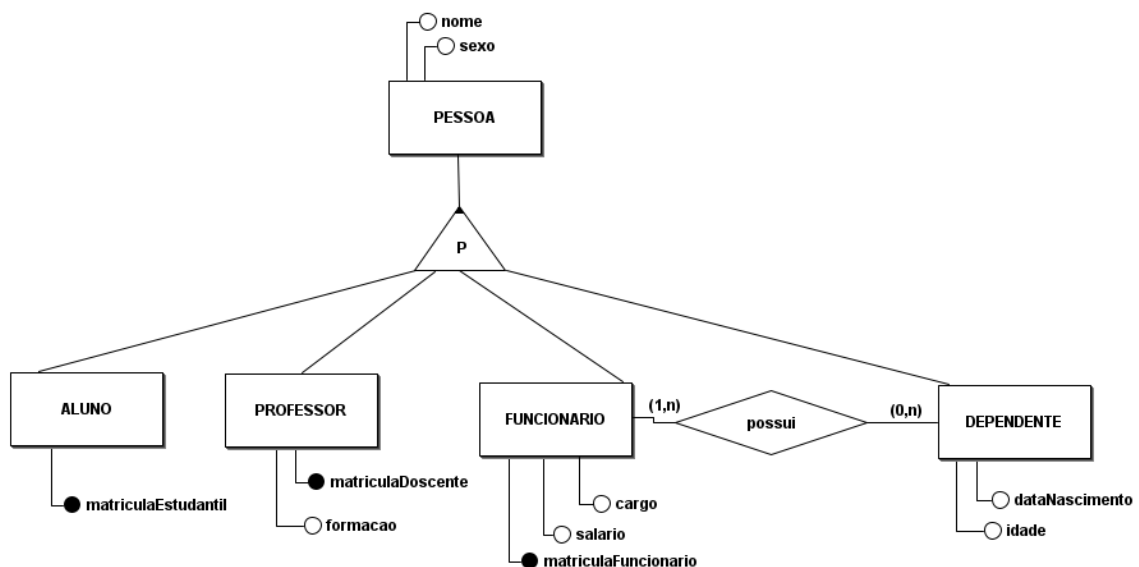 nome
sexo
PESSOA
P
ALUNO
PROFESSOR
FUNCIONARIO
(1,n)
possui
(0,n)
DEPENDENTE
matriculaEstudantil
matriculaDoscente
formacao
cargo
salario
matriculaFuncionario
dataNascimento
idade